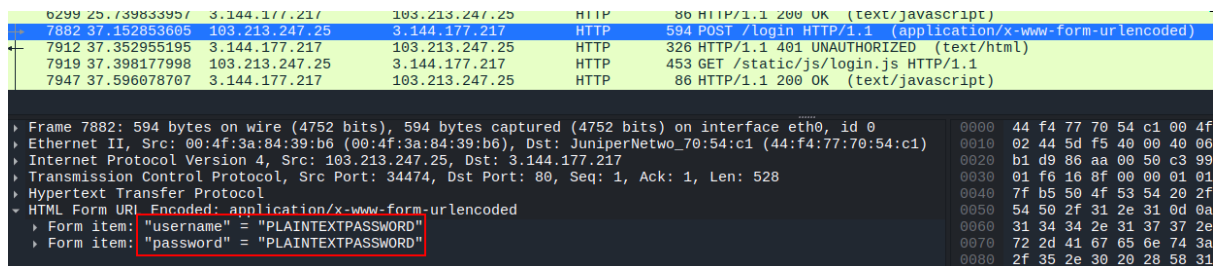 6299 25.739833957 3.144.177.217 103.213.247.25 HTTP 86 HTTP/1.1 200 OK (text/javascript)
7882 37.152853605 103.213.247.25 3.144.177.217 HTTP 594 POST /login HTTP/1.1 (application/x-www-form-urlencoded)
7912 37.352955195 3.144.177.217 103.213.247.25 HTTP 326 HTTP/1.1 401 UNAUTHORIZED (text/html)
7919 37.398177998 103.213.247.25 3.144.177.217 HTTP 453 GET /static/js/login.js HTTP/1.1
7947 37.596078707 3.144.177.217 103.213.247.25 HTTP 86 HTTP/1.1 200 OK (text/javascript)
Frame 7882: 594 bytes on wire (4752 bits), 594 bytes captured (4752 bits) on interface eth0, id 0
Ethernet II, Src: 00:4f:3a:84:39:b6 (00:4f:3a:84:39:b6), Dst: JuniperNetwo_70:54:c1 (44:f4:77:70:54:c1)
Internet Protocol Version 4, Src: 103.213.247.25, Dst: 3.144.177.217
Transmission Control Protocol, Src Port: 34474, Dst Port: 80, Seq: 1, Ack: 1, Len: 528
Hypertext Transfer Protocol
HTML Form URL Encoded: application/x-www-form-urlencoded
Form item: "username" = "PLAINTEXTPASSWORD"
Form item: "password" = "PLAINTEXTPASSWORD"
0000 44 f4 77 70 54 c1 00 4f
0010 02 44 5d f5 40 00 40 06
0020 b1 d9 86 aa 00 50 c3 99
0030 01 f6 16 8f 00 00 01 01
0040 7f b5 50 4f 53 54 20 2f
0050 54 50 2f 31 2e 31 0d 0a
0060 31 34 34 2e 31 37 37 2e
0070 72 2d 41 67 65 6e 74 3a
0080 2f 35 2e 30 20 28 58 31